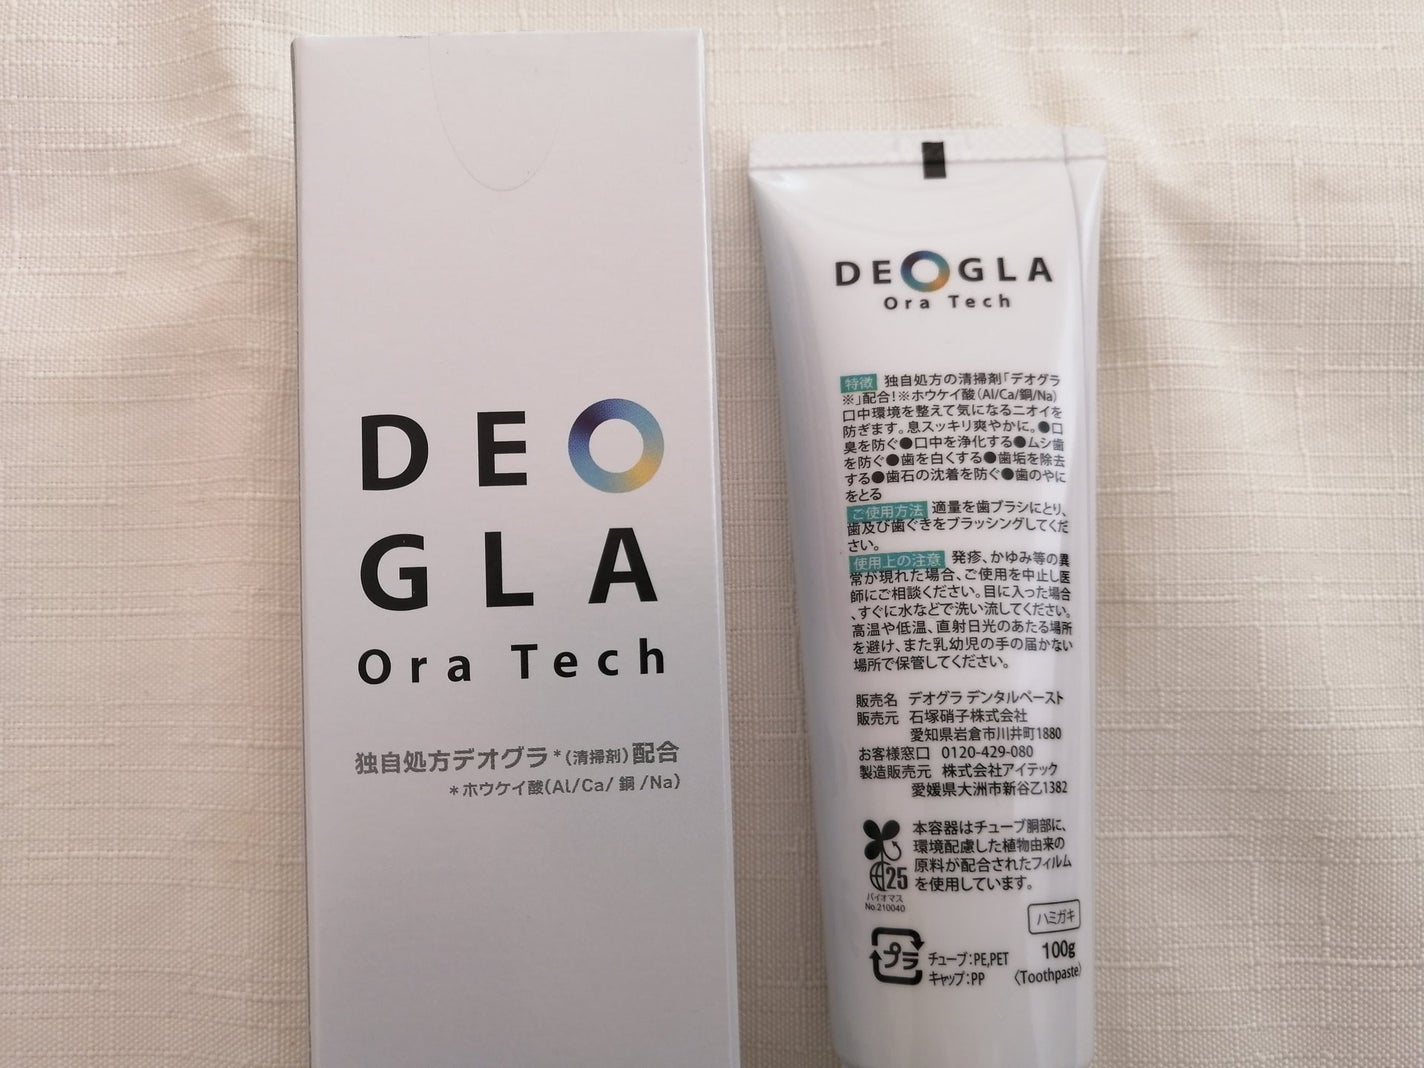 DEO
GLA
Ora Tech
独自処方デオグラ*(清掃剤)配合
*ホウケイ酸(Al/Ca/ 銅 /Na)
DEOGLA
Ora Tech
特徴 独自処方の清掃剤「デオグラ
※」配合!※ホウケイ酸(Al/Ca/銅/Na)
口中環境を整えて気になるニオイを
防ぎます。息スッキリ爽やかに。●口
臭を防ぐ●口中を浄化する●ムシ歯
を防ぐ●歯を白くする●歯垢を除去
する●歯石の沈着を防ぐ●歯のやに
をとる
ご使用方法 適量を歯ブラシにとり、
歯及び歯ぐきをブラッシングしてくだ
さい。
使用上の注意 発疹、かゆみ等の異
常が現れた場合、ご使用を中止し医
師にご相談ください。目に入った場合
、すぐに水などで洗い流してください。
高温や低温、直射日光のあたる場所
を避け、また乳幼児の手の届かない
場所で保管してください。
販売名 デオグラ デンタルペースト
販売元 石塚硝子株式会社
愛知県岩倉市川井町1880
お客様窓口 0120-429-080
製造販売元 株式会社アイテック
愛媛県大洲市新谷乙1382
本容器はチューブ胴部に、
環境配慮した植物由来の
原料が配合されたフィルム
を使用しています。
25
バイオマス
No.210040
ハミガキ
プラ
チューブ:PE,PET
キャップ:PP
100g
〈Toothpaste〉